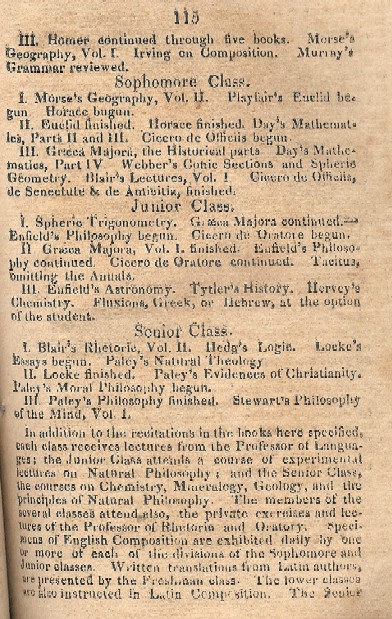 115
III. Homer continued through five books. Morse's
Geography, Vol. I. Irving on Composition. Murray's
Grammar reviewed.
Sophomore Class.
I. Morse's Geography, Vol. II. Playfair's Euclid be-
gun. Horace begun.
II. Euclid finished. Horace finished. Day's Mathemat-
ics, Parts II and III. Cicero de Officiis begun.
III. Græca Majora, the Historical parts. Day's Mathe-
matics, Part IV. Webber's Conic Sections and Spheric
Geometry. Blair's Lectures, Vol. I. Cicero de Officiis,
de Senectute & de Amicitia, finished.
Junior Class.
I. Spheric Trigonometry. Græca Majora continued.—
Enfield's Philosophy begun. Cicero de Oratore begun.
II. Græca Majora, Vol. I. finished. Enfield's Philoso-
phy continued. Cicero de Oratore continued. Tacitus,
omitting the Annals.
III. Enfield's Astronomy. Tytler's History. Hervey's
Chemistry. Fluxions, Greek, or Hebrew, at the option
of the student.
Senior Class.
I. Blair's Rhetoric, Vol. II. Hedg's Logic. Locke's
Essays begun. Paley's Natural Theology
II. Locke finished. Paley's Evidences of Christianity.
Paley's Moral Philosophy begun.
III. Paley's Philosophy finished. Stewart's Philosophy
of the Mind, Vol. I.
In addition to the recitations in the books here specified,
each class receives lectures from the Professor of Langua-
ges; the Junior Class attends a course of experimental
lectures on Natural Philosophy; and the Senior Class,
the courses on Chemistry, Mineralogy, Geology, and the
principles of Natural Philosophy. The members of the
several classes attend also, the private exercises and lec-
tures of the Professor of Rhetoric and Oratory. Speci-
mens of English Composition are exhibited daily by one
or more of each of the divisions of the Sophomore and
Junior classes. Written translations from Latin authors,
are presented by the Freshman class. The lower classes
are also instructed in Latin Composition. The Senior